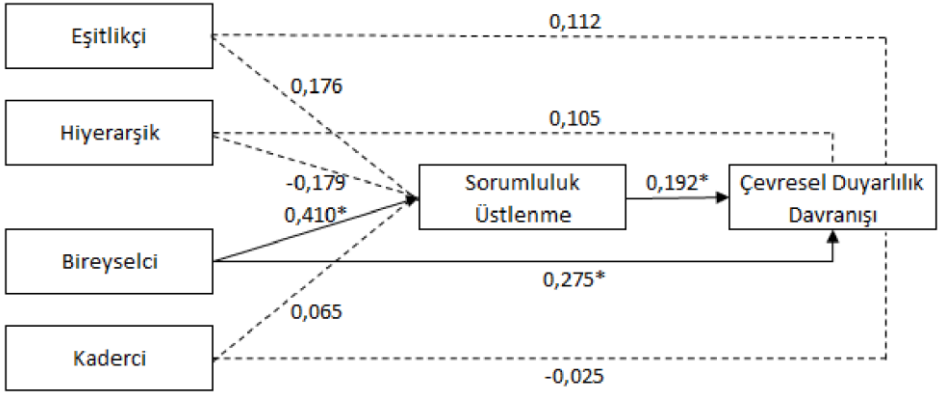 Eşitlikçi
0,112
0,176
Hiyerarşik
0,105
-0,179
Sorumluluk
Üstlenme
0,192*
Çevresel Duyarlılık
Davranışı
0,410*
Bireyselci
0,275*
0,065
Kaderci
-0,025